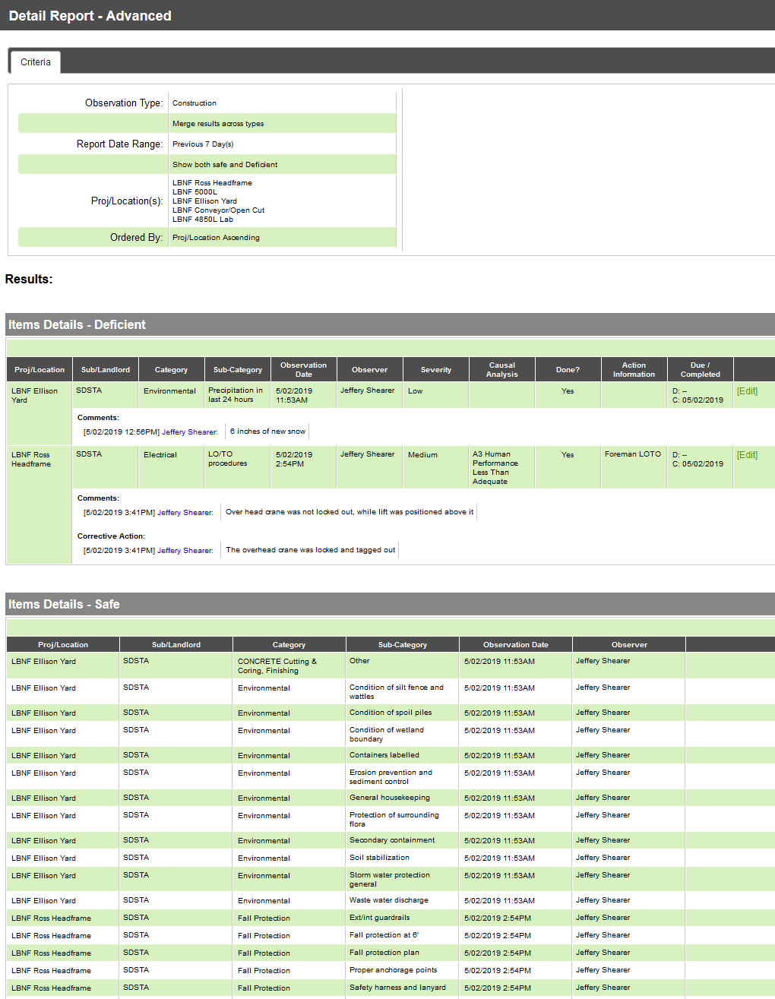 Detail Report - Advanced
Criteria
Observation Type: Construction
Merge results across types
Report Date Range: Previous 7 Day(s)
Show both safe and Deficient
Proj/Location(s):
LBNF Ross Headframe
LBNF 5000L
LBNF Ellison Yard
LBNF Conveyor/Open Cut
LBNF 4850L Lab
Ordered By: Proj/Location Ascending
Results:
Items Details - Deficient
Proj/Location Sub/Landlord Category Sub-Category Observation Date Observer Severity Causal Analysis Done? Action Information Due / Completed
LBNF Ellison Yard SDSTA Environmental Precipitation in last 24 hours 5/02/2019 11:53AM Jeffery Shearer Low Yes D: -- C: 05/02/2019 [Edit]
Comments:
[5/02/2019 12:56PM] Jeffery Shearer: 6 inches of new snow
LBNF Ross Headframe SDSTA Electrical LO/TO procedures 5/02/2019 2:54PM Jeffery Shearer Medium A3 Human Performance Less Than Adequate Yes Foreman LOTO D: -- C: 05/02/2019 [Edit]
Comments:
[5/02/2019 3:41PM] Jeffery Shearer: Over head crane was not locked out, while lift was positioned above it
Corrective Action:
[5/02/2019 3:41PM] Jeffery Shearer: The overhead crane was locked and tagged out
Items Details - Safe
Proj/Location Sub/Landlord Category Sub-Category Observation Date Observer
LBNF Ellison Yard SDSTA CONCRETE Cutting & Coring, Finishing Other 5/02/2019 11:53AM Jeffery Shearer
LBNF Ellison Yard SDSTA Environmental Condition of silt fence and wattles 5/02/2019 11:53AM Jeffery Shearer
LBNF Ellison Yard SDSTA Environmental Condition of spoil piles 5/02/2019 11:53AM Jeffery Shearer
LBNF Ellison Yard SDSTA Environmental Condition of wetland boundary 5/02/2019 11:53AM Jeffery Shearer
LBNF Ellison Yard SDSTA Environmental Containers labelled 5/02/2019 11:53AM Jeffery Shearer
LBNF Ellison Yard SDSTA Environmental Erosion prevention and sediment control 5/02/2019 11:53AM Jeffery Shearer
LBNF Ellison Yard SDSTA Environmental General housekeeping 5/02/2019 11:53AM Jeffery Shearer
LBNF Ellison Yard SDSTA Environmental Protection of surrounding flora 5/02/2019 11:53AM Jeffery Shearer
LBNF Ellison Yard SDSTA Environmental Secondary containment 5/02/2019 11:53AM Jeffery Shearer
LBNF Ellison Yard SDSTA Environmental Soil stabilization 5/02/2019 11:53AM Jeffery Shearer
LBNF Ellison Yard SDSTA Environmental Storm water protection general 5/02/2019 11:53AM Jeffery Shearer
LBNF Ellison Yard SDSTA Environmental Waste water discharge 5/02/2019 11:53AM Jeffery Shearer
LBNF Ross Headframe SDSTA Fall Protection Ext/int guardrails 5/02/2019 2:54PM Jeffery Shearer
LBNF Ross Headframe SDSTA Fall Protection Fall protection at 6' 5/02/2019 2:54PM Jeffery Shearer
LBNF Ross Headframe SDSTA Fall Protection Fall protection plan 5/02/2019 2:54PM Jeffery Shearer
LBNF Ross Headframe SDSTA Fall Protection Proper anchorage points 5/02/2019 2:54PM Jeffery Shearer
LBNF Ross Headframe SDSTA Fall Protection Safety harness and lanyard 5/02/2019 2:54PM Jeffery Shearer